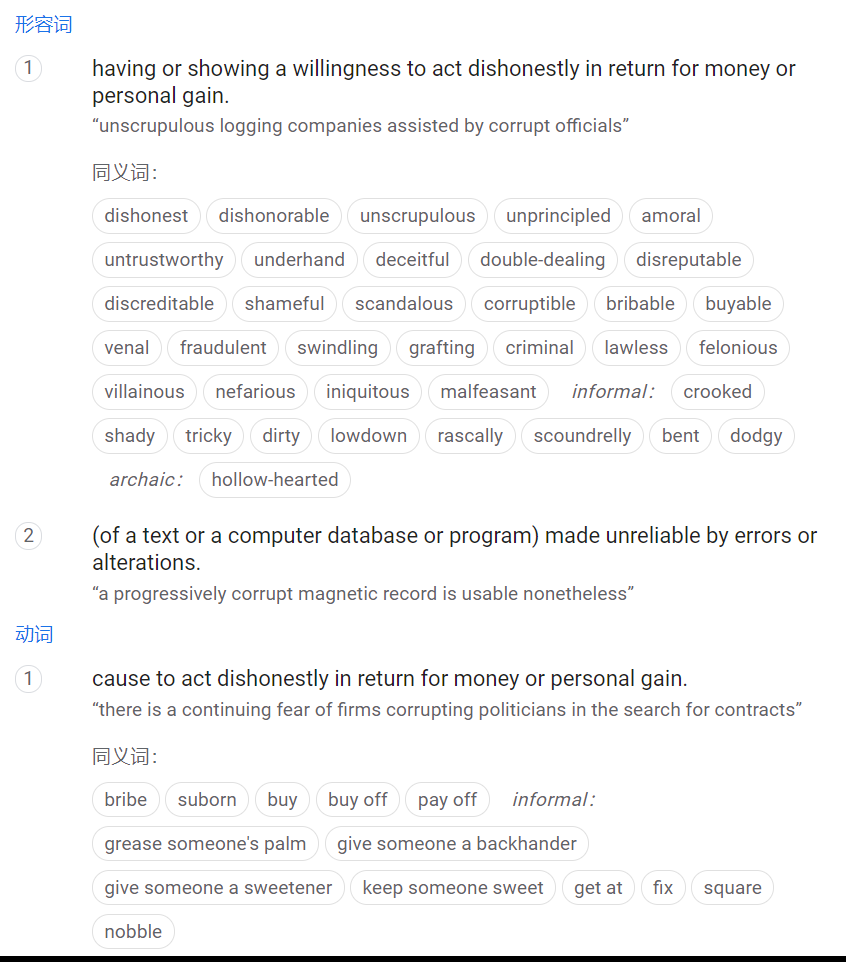 形容词
1 having or showing a willingness to act dishonestly in return for money or
personal gain.
“unscrupulous logging companies assisted by corrupt officials”
同义词：
dishonest dishonorable unscrupulous unprincipled amoral
untrustworthy underhand deceitful double-dealing disreputable
discreditable shameful scandalous corruptible bribable buyable
venal fraudulent swindling grafting criminal lawless felonious
villainous nefarious iniquitous malfeasant informal： crooked
shady tricky dirty lowdown rascally scoundrelly bent dodgy
archaic： hollow-hearted
2 (of a text or a computer database or program) made unreliable by errors or
alterations.
“a progressively corrupt magnetic record is usable nonetheless”
动词
1 cause to act dishonestly in return for money or personal gain.
“there is a continuing fear of firms corrupting politicians in the search for contracts”
同义词：
bribe suborn buy buy off pay off informal：
grease someone's palm give someone a backhander
give someone a sweetener keep someone sweet get at fix square
nobble